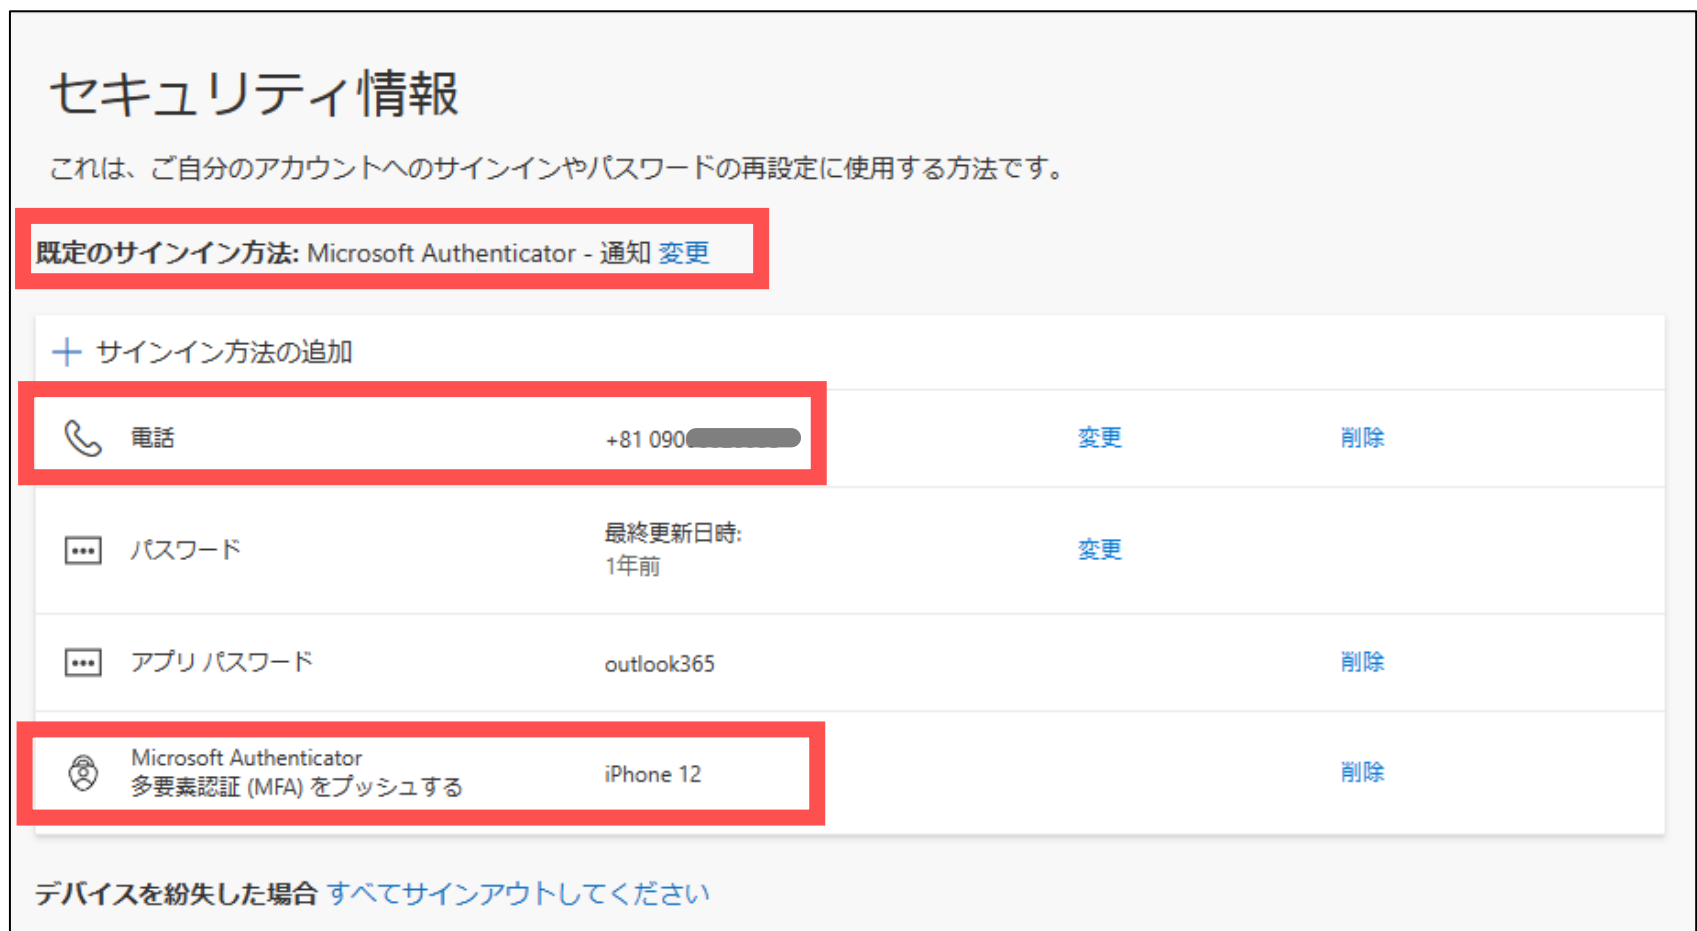 セキュリティ情報
これは、ご自分のアカウントへのサインインやパスワードの再設定に使用する方法です。
既定のサインイン方法: Microsoft Authenticator - 通知 変更
サインイン方法の追加
電話 +81 090 変更 削除
パスワード 最終更新日時: 変更
1年前
アプリ パスワード outlook365 削除
Microsoft Authenticator
多要素認証 (MFA) をプッシュする iPhone 12 削除
デバイスを紛失した場合 すべてサインアウトしてください